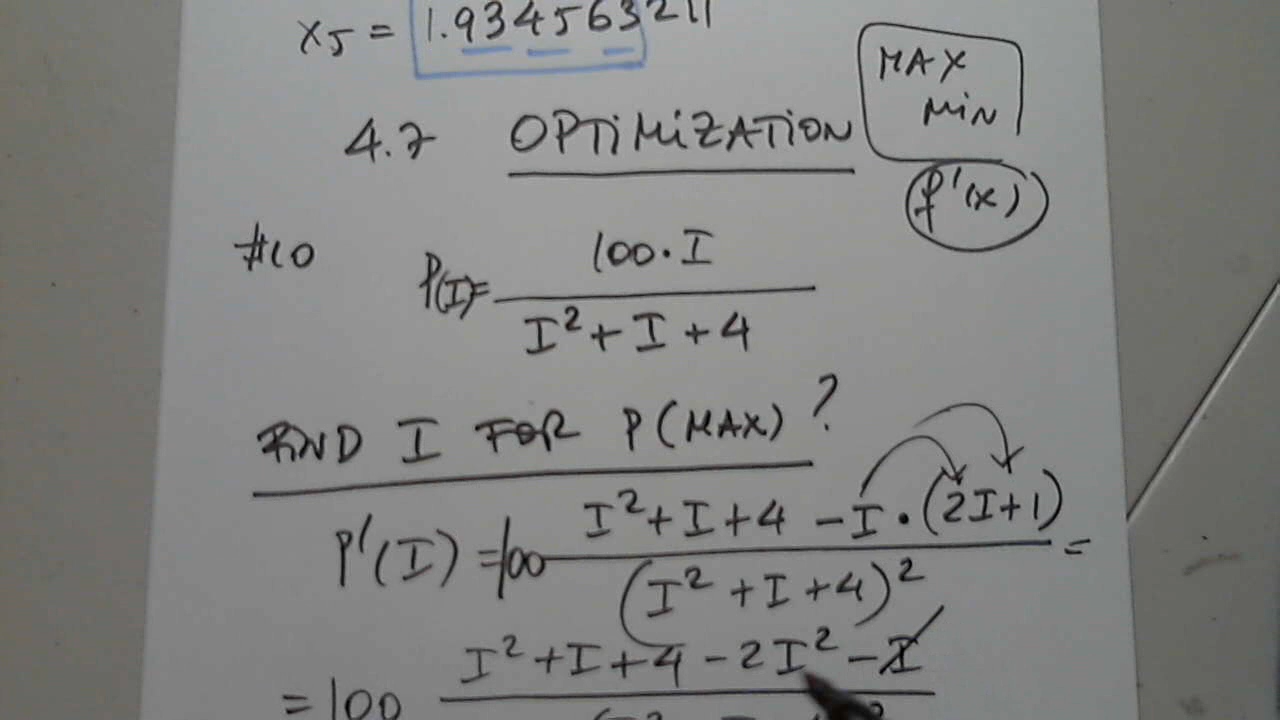 x5 = 1.934563211
MAX
MIN
4.7 OPTIMIZATION
f'(x)
#10 P(I)= 100·I
I² + I + 4
FIND I FOR P(MAX)?
P'(I) = 100 I² + I + 4 - I·(2I+1) =
(I² + I + 4)²
= 100 I² + I + 4 - 2I² - I